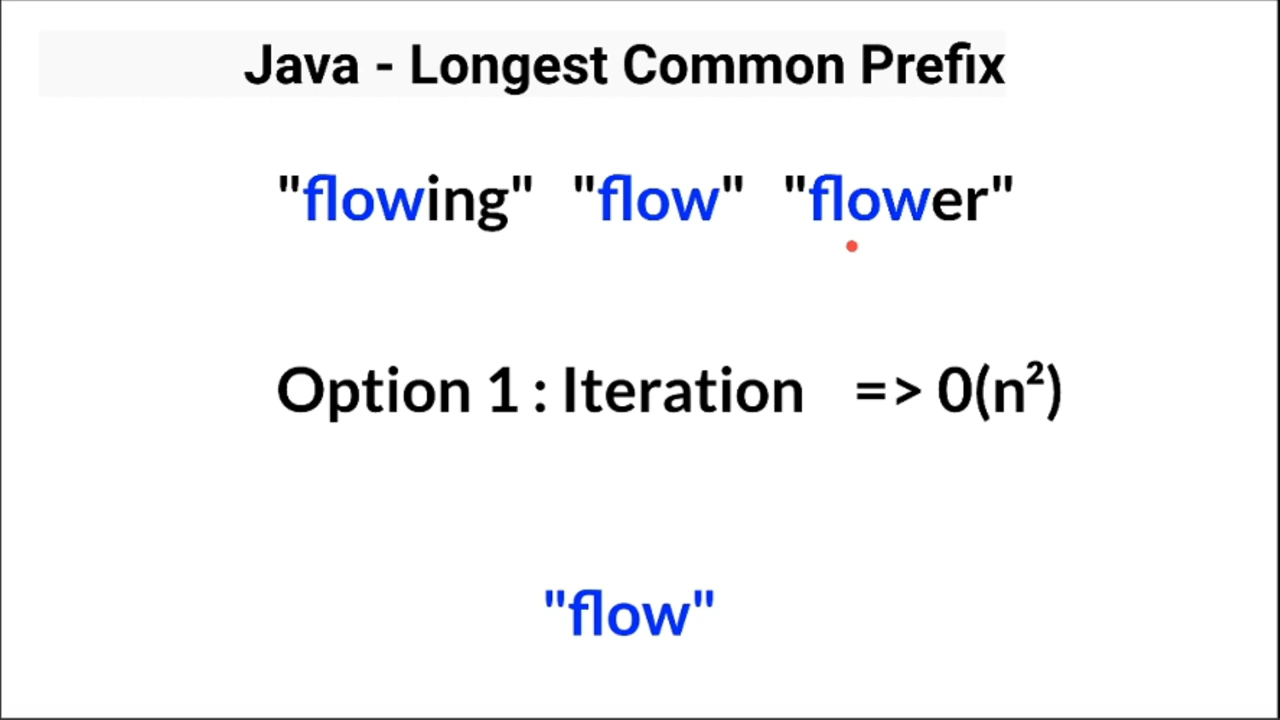 Java - Longest Common Prefix
"flowing" "flow" "flower"
Option 1 : Iteration => 0(n²)
"flow"